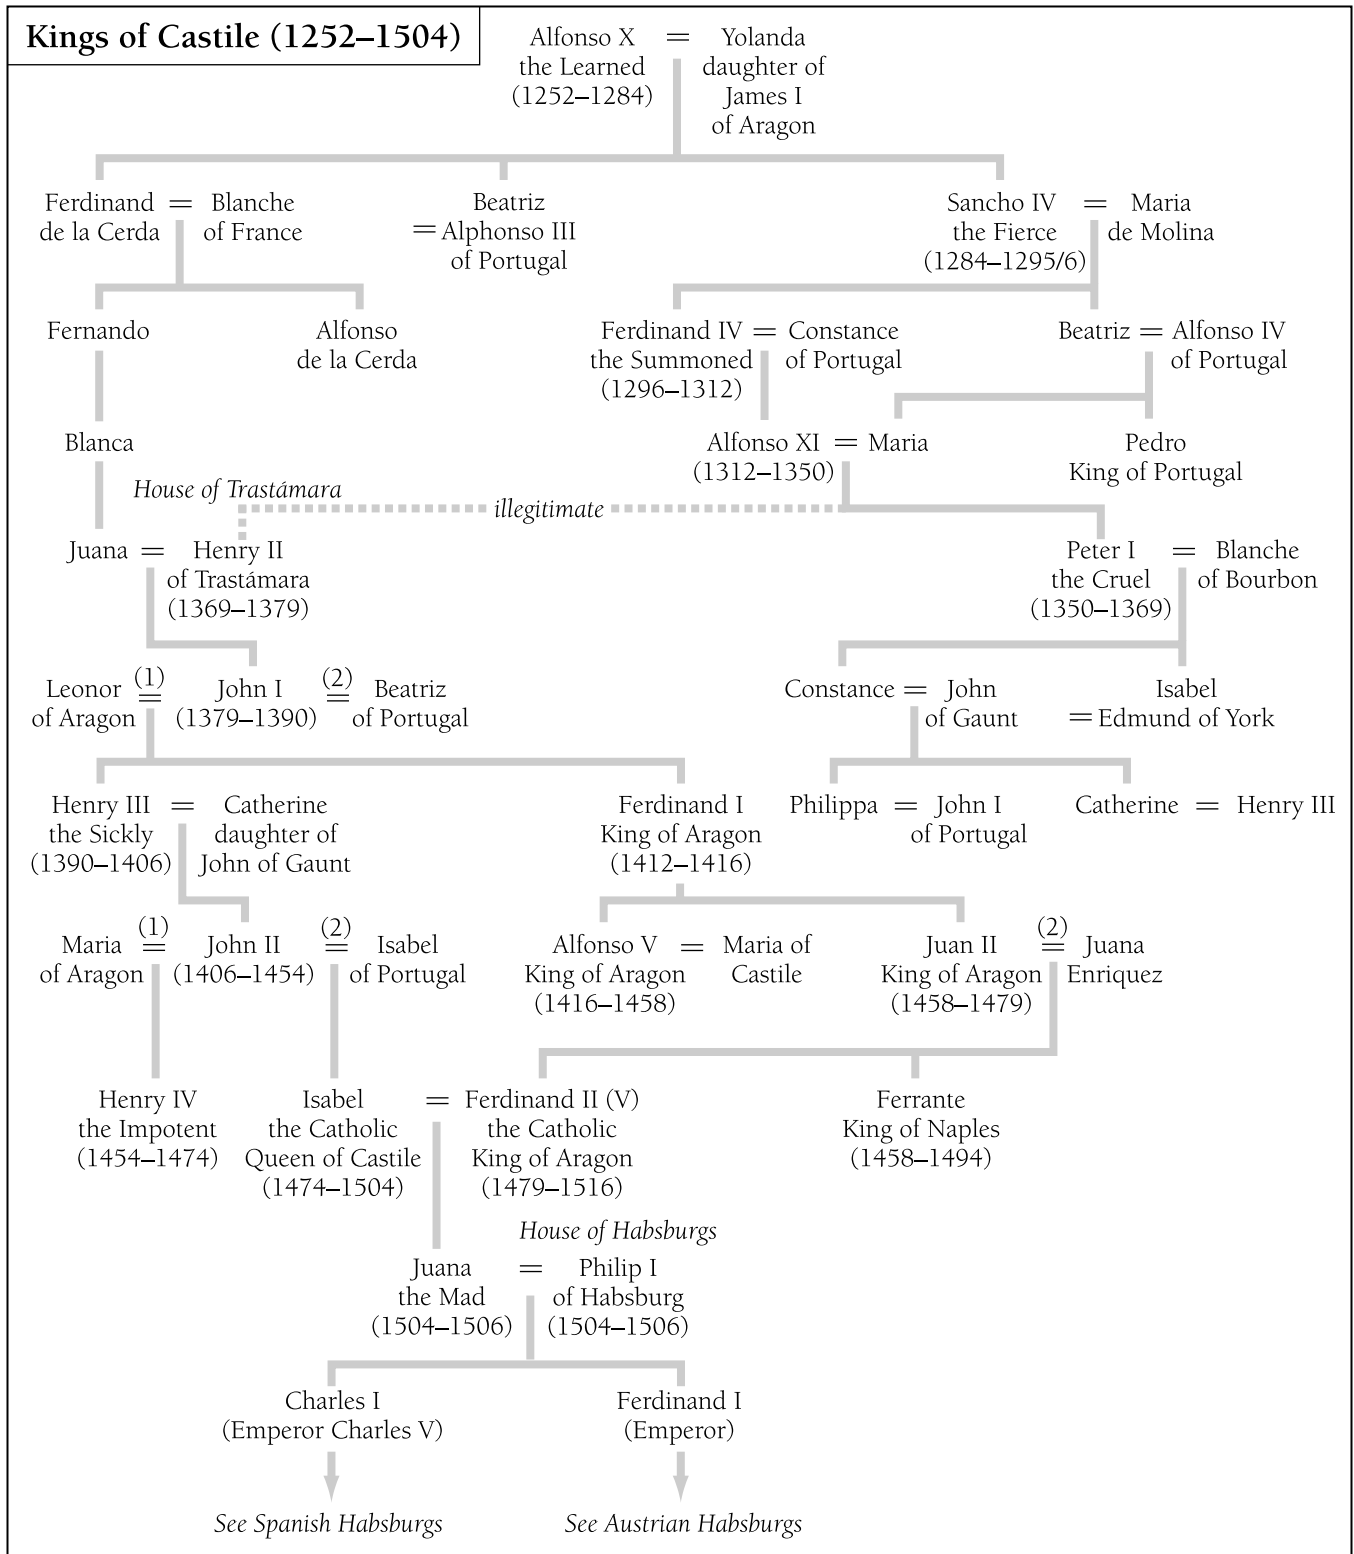 Kings of Castile (1252–1504)
Alfonso X = Yolanda
the Learned daughter of
(1252–1284) James I
of Aragon
Ferdinand = Blanche
de la Cerda of France
Beatriz
= Alphonso III
of Portugal
Sancho IV = Maria
the Fierce de Molina
(1284–1295/6)
Fernando
Alfonso
de la Cerda
Ferdinand IV = Constance
the Summoned of Portugal
(1296–1312)
Beatriz = Alfonso IV
of Portugal
Blanca
Alfonso XI = Maria
(1312–1350)
Pedro
King of Portugal
House of Trastámara
illegitimate
Juana = Henry II
of Trastámara
(1369–1379)
Peter I = Blanche
the Cruel of Bourbon
(1350–1369)
Leonor (1) = John I (2) = Beatriz
of Aragon (1379–1390) of Portugal
Constance = John
of Gaunt
Isabel
= Edmund of York
Henry III = Catherine
the Sickly daughter of
(1390–1406) John of Gaunt
Ferdinand I
King of Aragon
(1412–1416)
Philippa = John I
of Portugal
Catherine = Henry III
Maria (1) = John II (2) = Isabel
of Aragon (1406–1454) of Portugal
Alfonso V = Maria of
King of Aragon Castile
(1416–1458)
Juan II (2) = Juana
King of Aragon Enriquez
(1458–1479)
Henry IV
the Impotent
(1454–1474)
Isabel = Ferdinand II (V)
the Catholic the Catholic
Queen of Castile King of Aragon
(1474–1504) (1479–1516)
Ferrante
King of Naples
(1458–1494)
House of Habsburgs
Juana = Philip I
the Mad of Habsburg
(1504–1506) (1504–1506)
Charles I
(Emperor Charles V)
Ferdinand I
(Emperor)
See Spanish Habsburgs
See Austrian Habsburgs